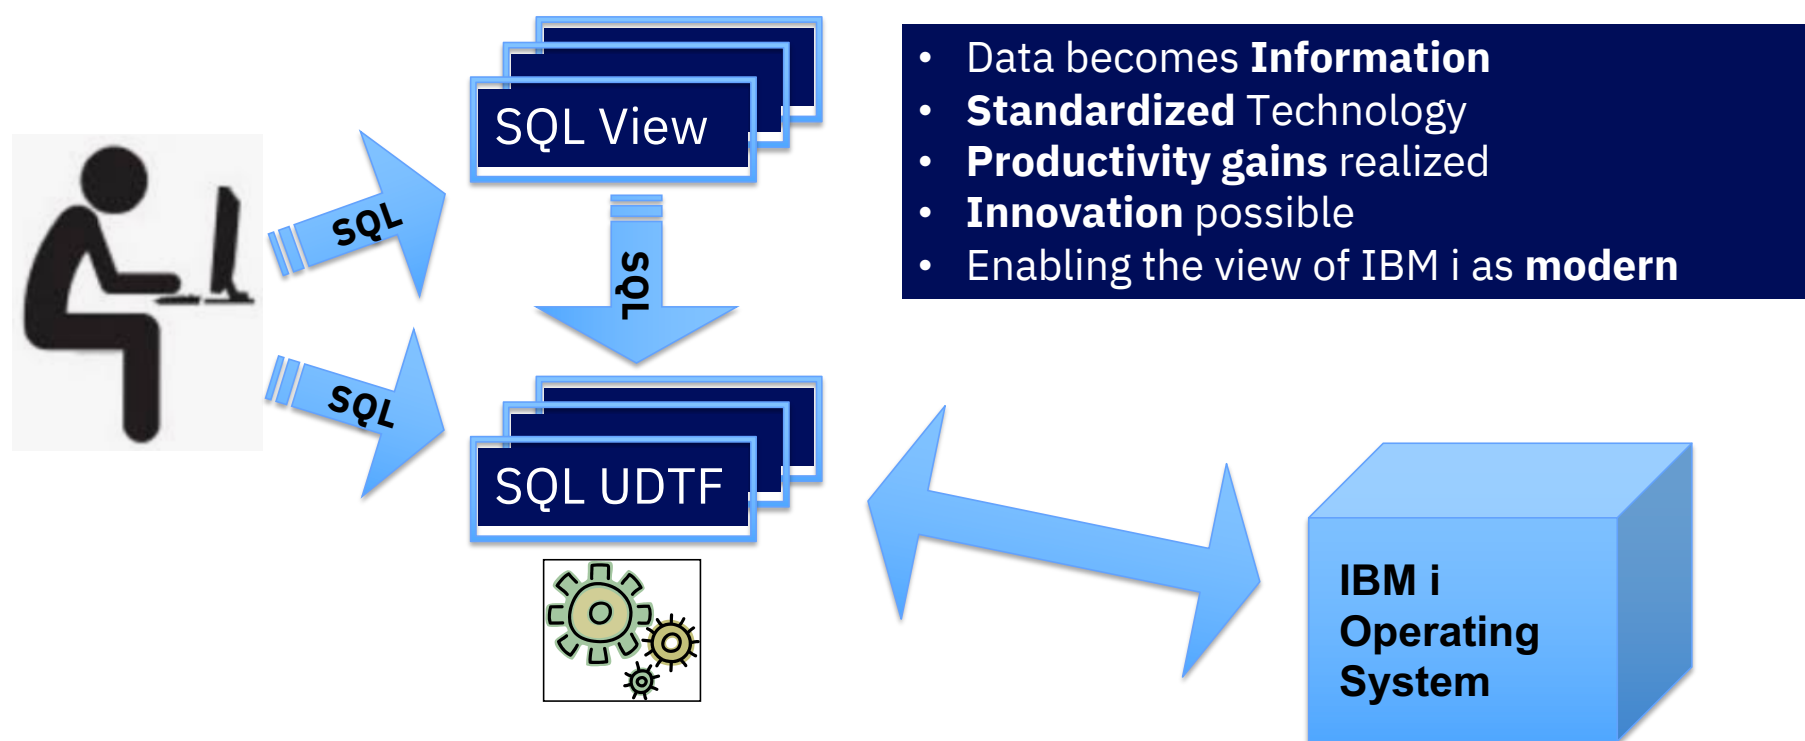 SQL View
• Data becomes Information
• Standardized Technology
• Productivity gains realized
• Innovation possible
• Enabling the view of IBM i as modern
SQL
SQL
SQL
SQL UDTF
IBM i
Operating
System